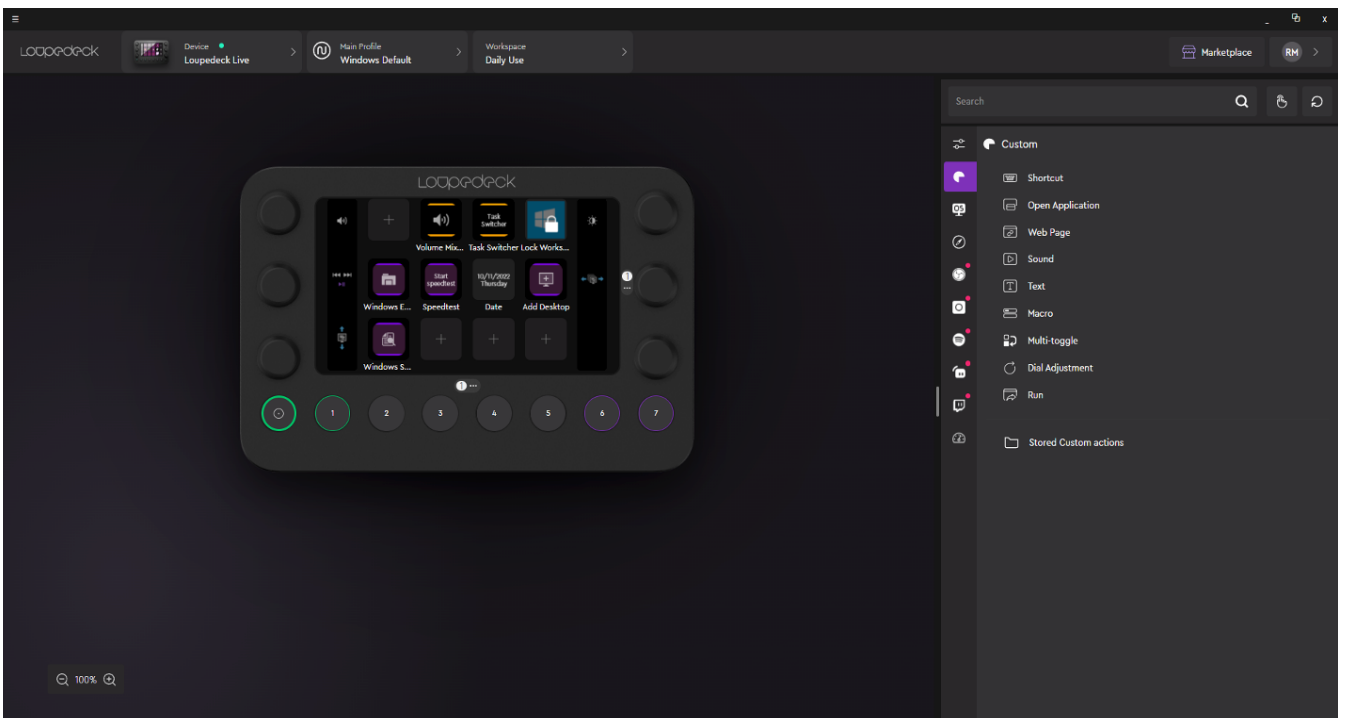 LOUPEDECK
Device
Loupedeck Live
Main Profile
Windows Default
Workspace
Daily Use
Marketplace
RM
Search
Custom
Shortcut
Open Application
Web Page
Sound
Text
Macro
Multi-toggle
Dial Adjustment
Run
Stored Custom actions
LOUPEDECK
Task
Switcher
Volume Mix... Task Switcher Lock Works...
Start
speedtest
10/11/2022
Thursday
1
Windows E... Speedtest Date Add Desktop
Windows S...
1
1 2 3 4 5 6 7
100%